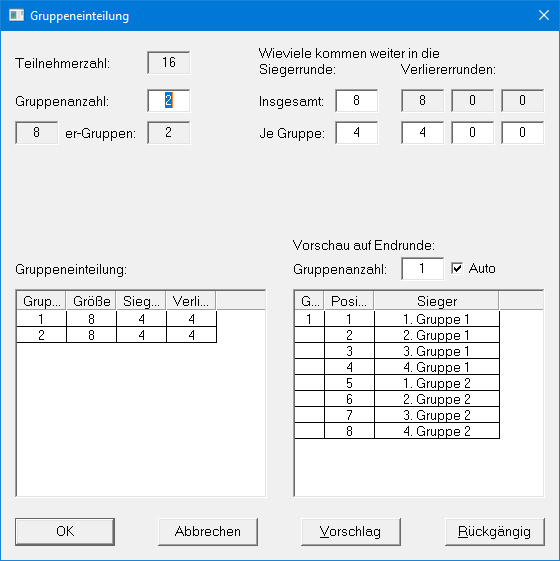 Gruppeneinteilung
Teilnehmerzahl: 16
Wieviele kommen weiter in die
Siegerrunde: Verliererrunden:
Gruppenanzahl: 2
Insgesamt: 8 8 0 0
8 er-Gruppen: 2
Je Gruppe: 4 4 0 0
Vorschau auf Endrunde:
Gruppeneinteilung:
Gruppenanzahl: 1 Auto
Grup... Größe Sieg... Verli...
1 8 4 4
2 8 4 4
G... Posi... Sieger
1 1 1. Gruppe 1
2 2. Gruppe 1
3 3. Gruppe 1
4 4. Gruppe 1
5 1. Gruppe 2
6 2. Gruppe 2
7 3. Gruppe 2
8 4. Gruppe 2
OK Abbrechen Vorschlag Rückgängig